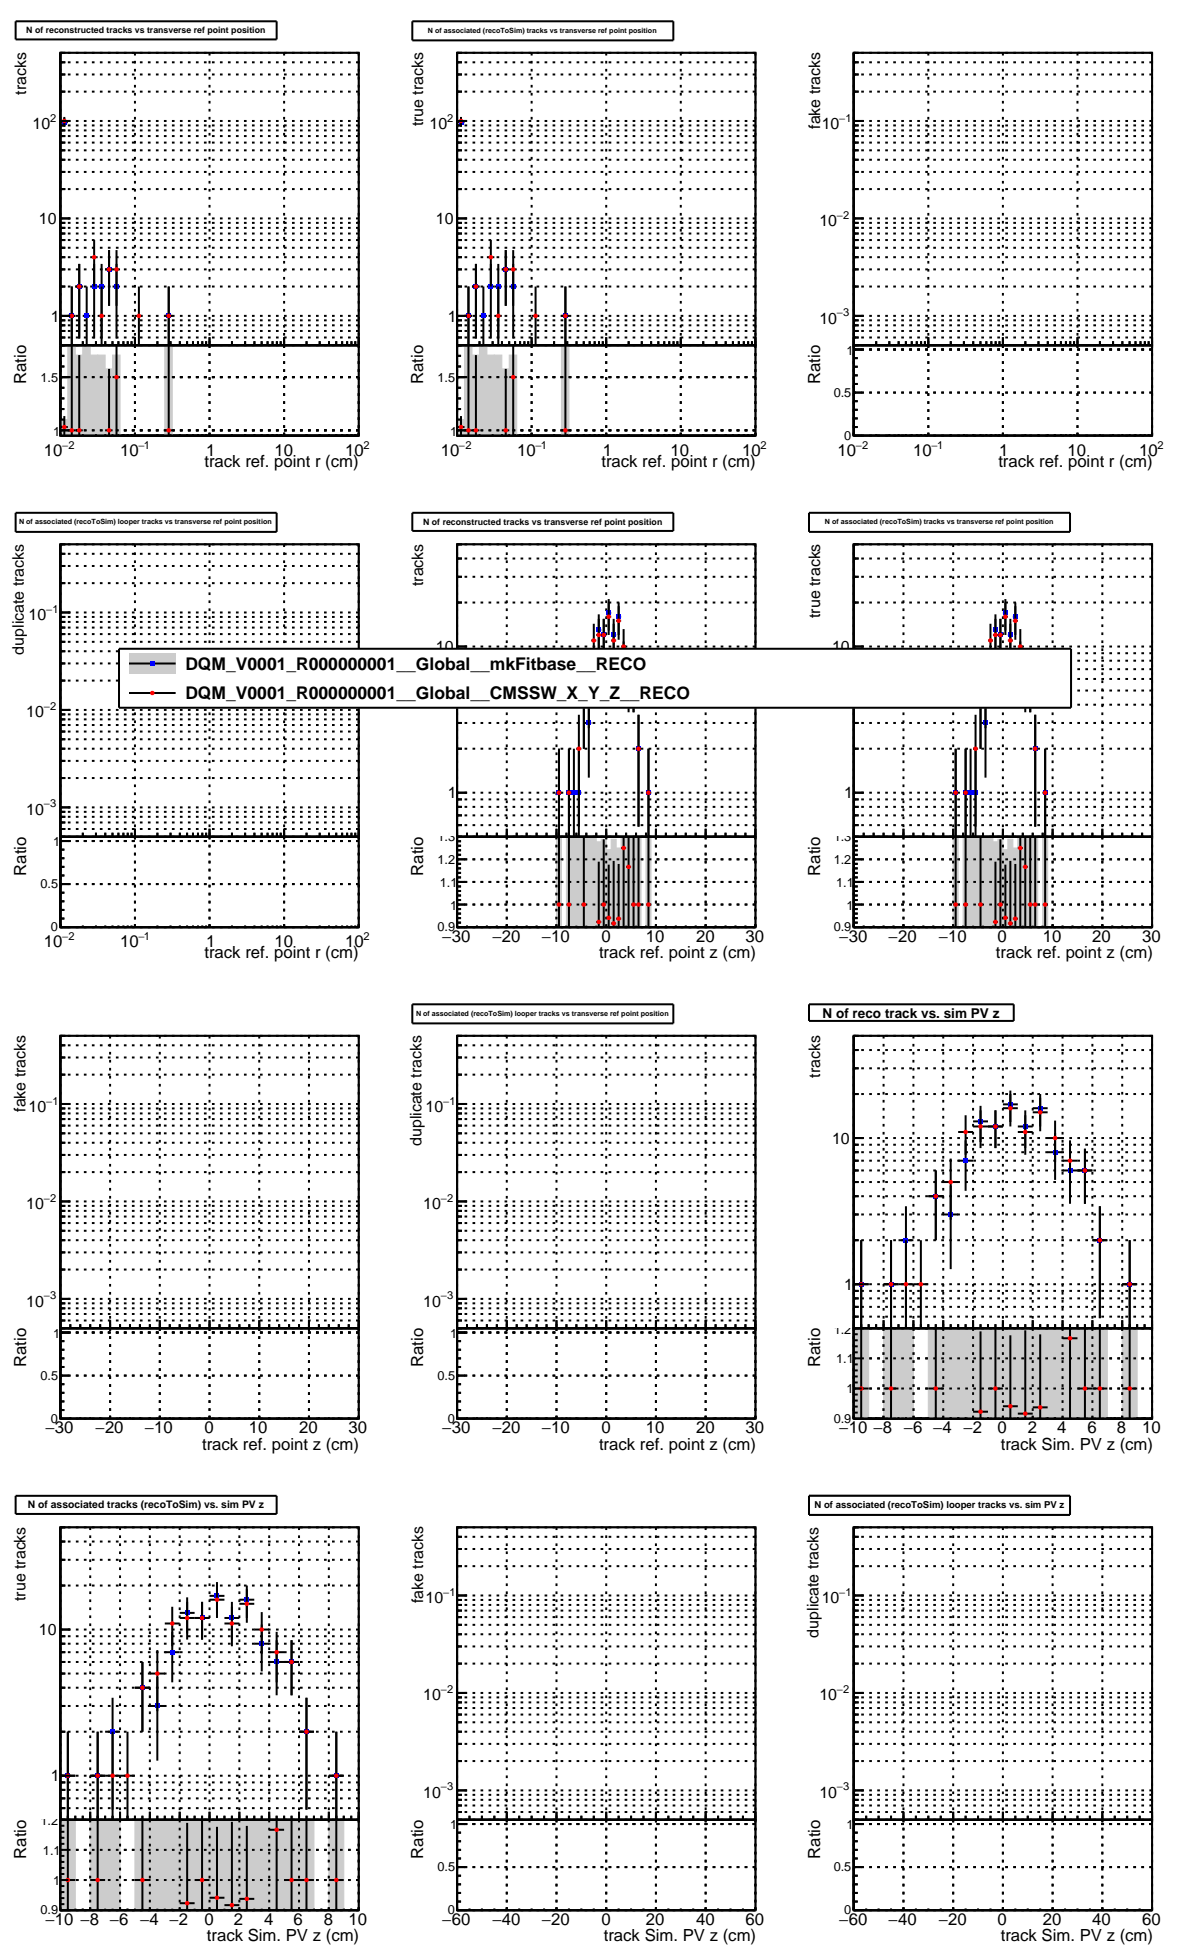 N of reconstructed tracks vs transverse ref point position
tracks
10²
10
1
Ratio
1.5
1
10⁻² 10⁻¹ 1 10 10²
track ref. point r (cm)
N of associated (recoToSim) tracks vs transverse ref point position
true tracks
10²
10
1
Ratio
1.5
1
10⁻² 10⁻¹ 1 10 10²
track ref. point r (cm)
fake tracks
10⁻¹
10⁻²
10⁻³
Ratio
1
0.5
0
10⁻² 10⁻¹ 1 10 10²
track ref. point r (cm)
N of associated (recoToSim) looper tracks vs transverse ref point position
duplicate tracks
10⁻¹
10⁻²
10⁻³
Ratio
1
0.5
0
10⁻² 10⁻¹ 1 10 10²
track ref. point r (cm)
N of reconstructed tracks vs transverse ref point position
tracks
10
1
Ratio
1.3
1.2
1.1
1
0.9
−30 −20 −10 0 10 20 30
track ref. point z (cm)
N of associated (recoToSim) tracks vs transverse ref point position
true tracks
10
1
Ratio
1.3
1.2
1.1
1
0.9
−30 −20 −10 0 10 20 30
track ref. point z (cm)
DQM_V0001_R000000001__Global__mkFitbase__RECO
DQM_V0001_R000000001__Global__CMSSW_X_Y_Z__RECO
fake tracks
10⁻¹
10⁻²
10⁻³
Ratio
1
0.5
0
−30 −20 −10 0 10 20 30
track ref. point z (cm)
N of associated (recoToSim) looper tracks vs transverse ref point position
duplicate tracks
10⁻¹
10⁻²
10⁻³
Ratio
1
0.5
0
−30 −20 −10 0 10 20 30
track ref. point z (cm)
N of reco track vs. sim PV z
tracks
10
1
Ratio
1.2
1.1
1
0.9
−10 −8 −6 −4 −2 0 2 4 6 8 10
track Sim. PV z (cm)
N of associated tracks (recoToSim) vs. sim PV z
true tracks
10
1
Ratio
1.2
1.1
1
0.9
−10 −8 −6 −4 −2 0 2 4 6 8 10
track Sim. PV z (cm)
fake tracks
10⁻¹
10⁻²
10⁻³
Ratio
1
0.5
0
−60 −40 −20 0 20 40 60
track Sim. PV z (cm)
N of associated (recoToSim) looper tracks vs. sim PV z
duplicate tracks
10⁻¹
10⁻²
10⁻³
Ratio
1
0.5
0
−60 −40 −20 0 20 40 60
track Sim. PV z (cm)